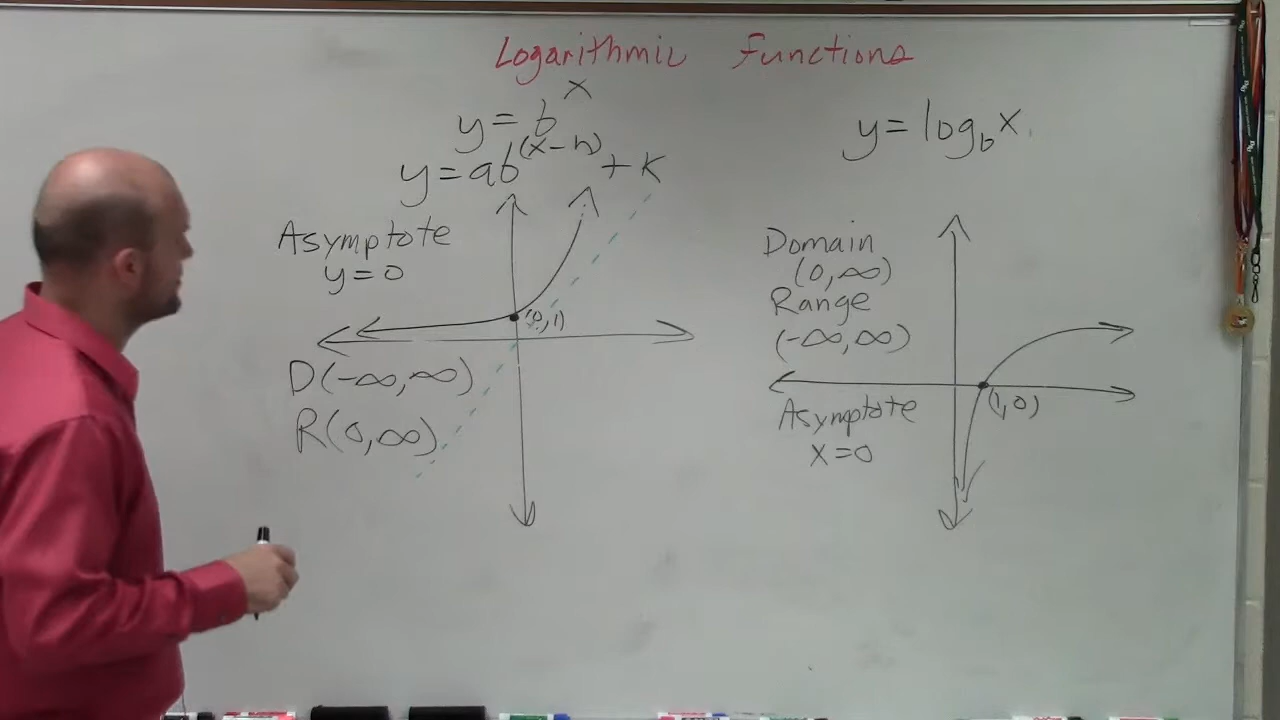 Logarithmic Functions
y = b^x
y = ab^(x-h) + K
Asymptote
y = 0
(0,1)
D(-∞,∞)
R(0,∞)
y = log_b x
Domain
(0,∞)
Range
(-∞,∞)
Asymptote
x = 0
(1,0)